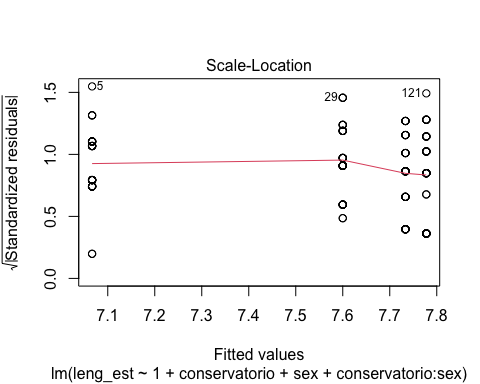 Scale-Location
√|Standardized residuals|
1.5
1.0
0.5
0.0
5
29
121
7.1 7.2 7.3 7.4 7.5 7.6 7.7 7.8
Fitted values
lm(leng_est ~ 1 + conservatorio + sex + conservatorio:sex)